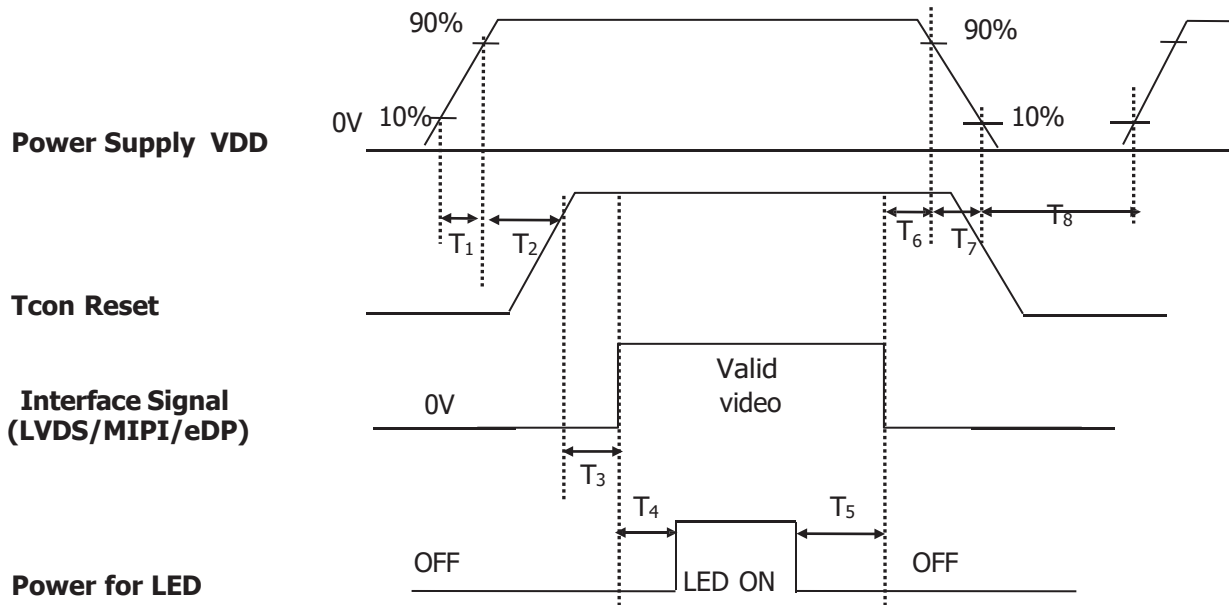 90%
90%
0V 10%
10%
Power Supply VDD
T1
T2
T6
T7
T8
Tcon Reset
Valid
video
Interface Signal
(LVDS/MIPI/eDP)
0V
T3
T4
T5
OFF
LED ON
OFF
Power for LED